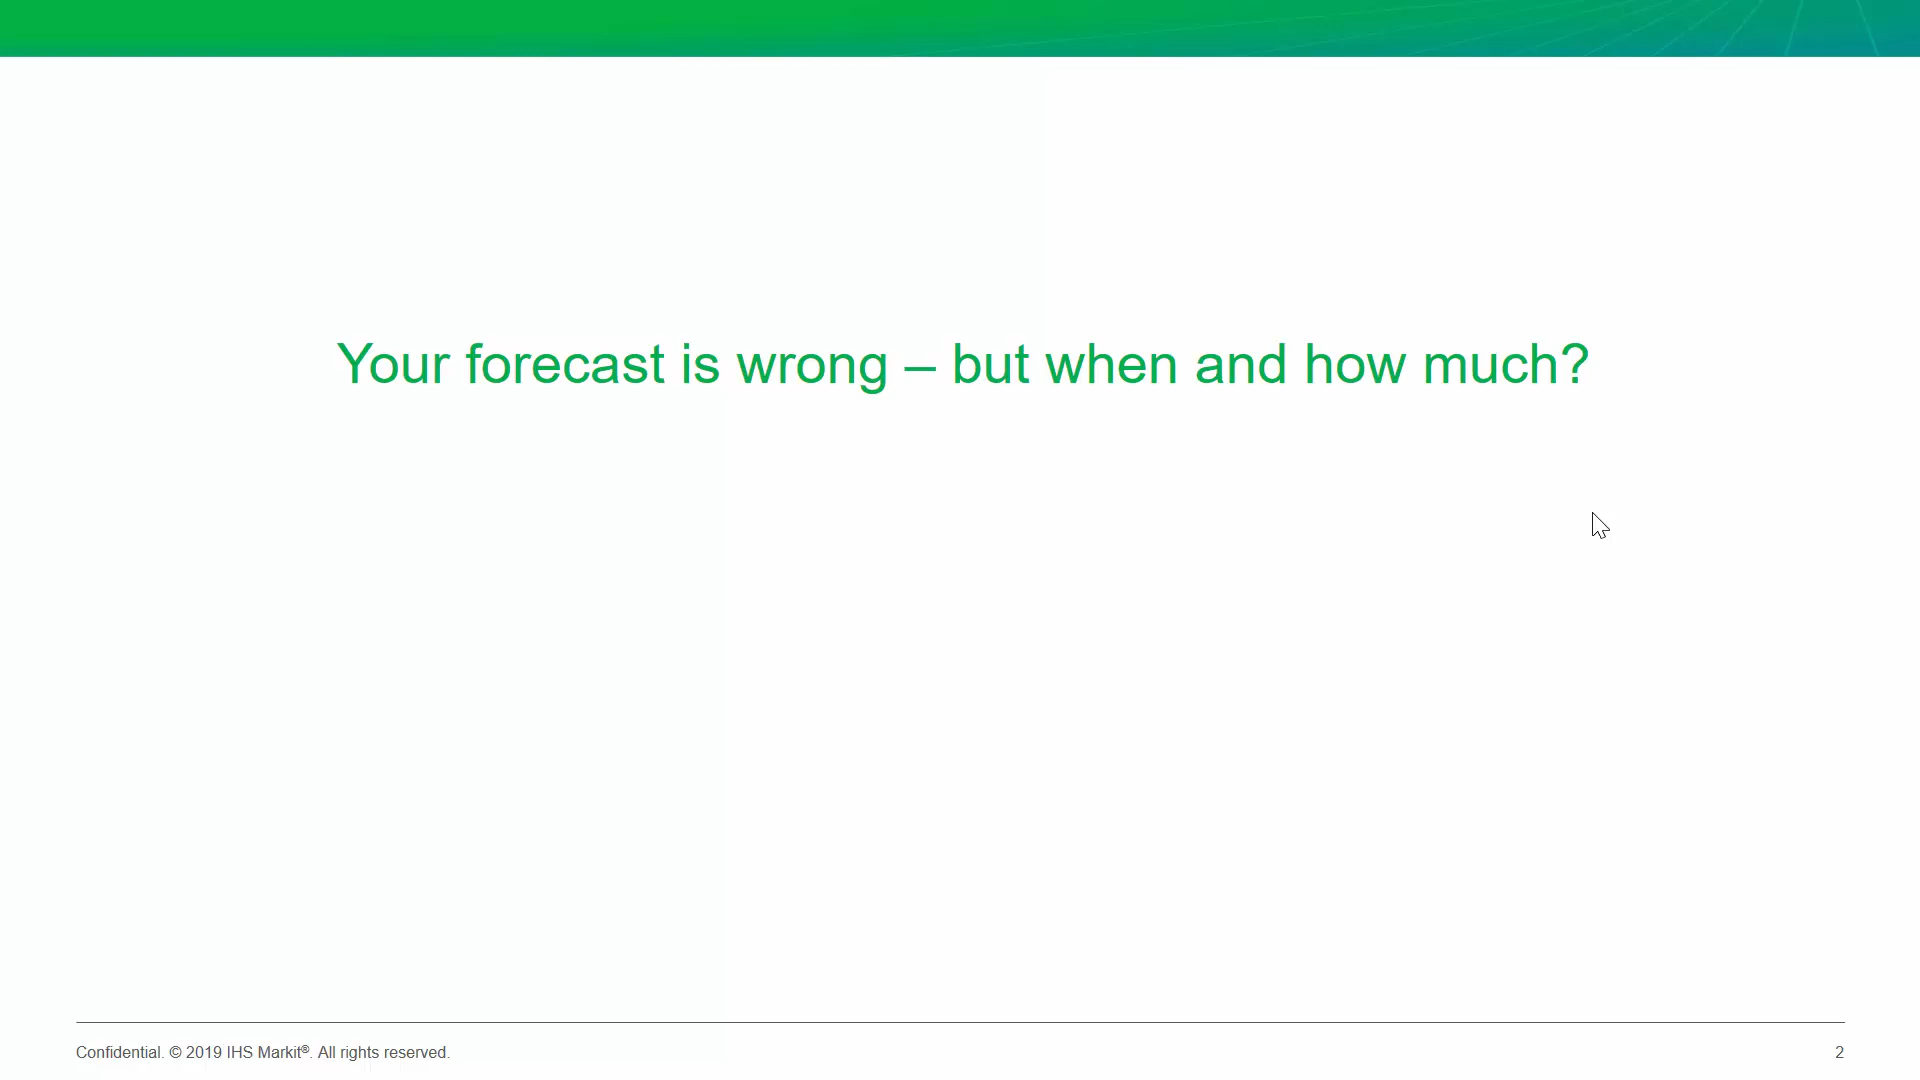 Your forecast is wrong – but when and how much?
Confidential. © 2019 IHS Markit®. All rights reserved.
2